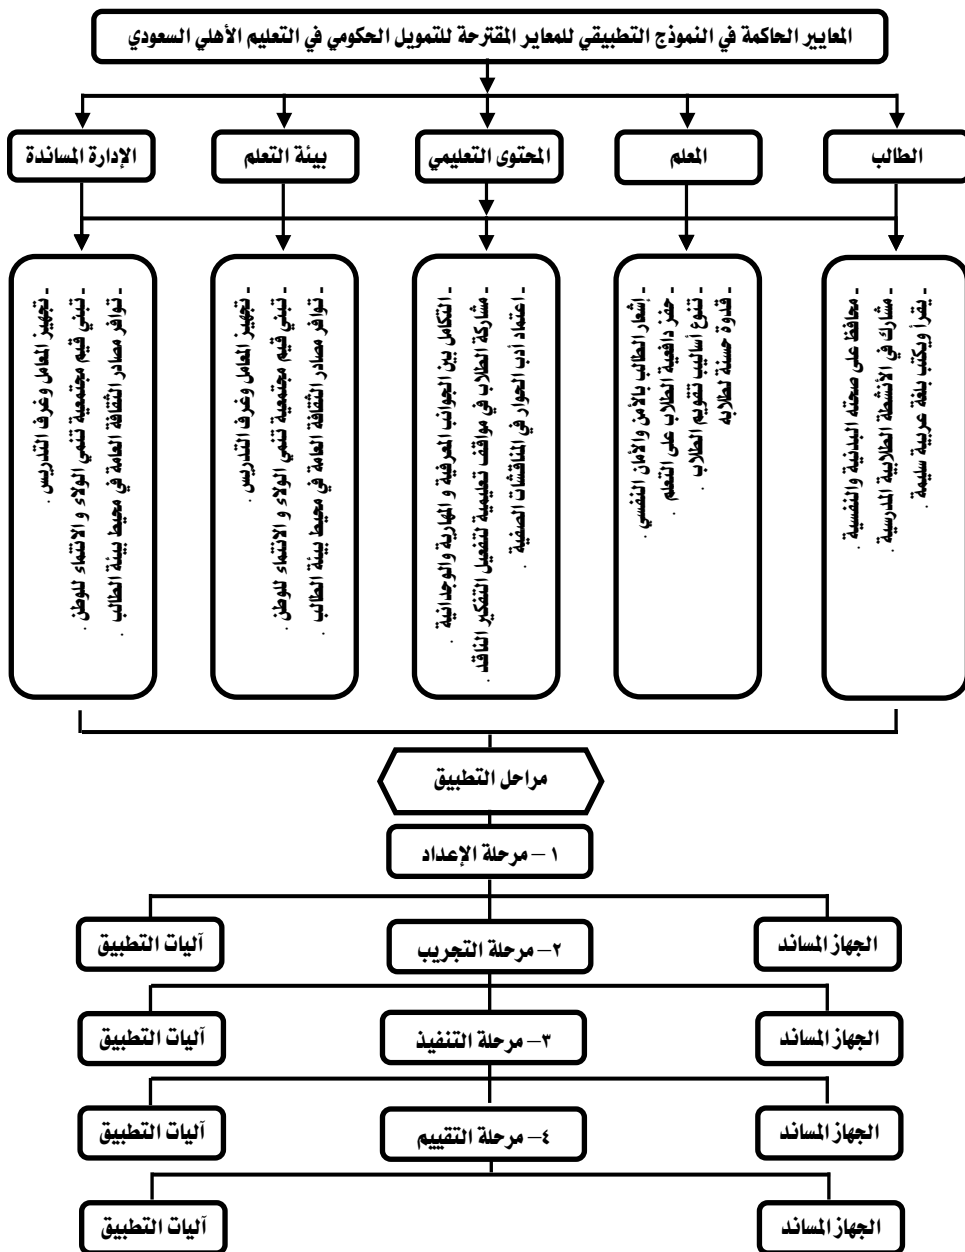 المعايير الحاكمة في النموذج التطبيقي للمعاير المقترحة للتمويل الحكومي في التعليم الأهلي السعودي
الطالب
المعلم
المحتوى التعليمي
بيئة التعلم
الإدارة المساندة
- يقرأ ويكتب بلغة عربية سليمة .
- مشارك في الأنشطة الطلابية المدرسية .
- محافظ على صحته البدنية والنفسية .
- قدوة حسنة لطلابه
- تنوع أساليب تقويم الطلاب .
- حفز دافعية الطلاب على التعلم .
- إشعار الطالب بالأمن والأمان النفسي .
- اعتماد أدب الحوار في المناقشات الصفية .
- مشاركة الطلاب في مواقف تعليمية لتفعيل التفكير الناقد .
- التكامل بين الجوانب المعرفية و المهارية والوجدانية .
- توافر مصادر الثقافة العامة في محيط بيئة الطالب .
- تبني قيم مجتمعية تنمي الولاء و الانتماء للوطن .
- تجهيز المعامل وغرف التدريس .
- توافر مصادر الثقافة العامة في محيط بيئة الطالب .
- تبني قيم مجتمعية تنمي الولاء و الانتماء للوطن .
- تجهيز المعامل وغرف التدريس .
مراحل التطبيق
١ – مرحلة الإعداد
الجهاز المساند
٢– مرحلة التجريب
آليات التطبيق
الجهاز المساند
٣– مرحلة التنفيذ
آليات التطبيق
الجهاز المساند
٤– مرحلة التقييم
آليات التطبيق
الجهاز المساند
آليات التطبيق